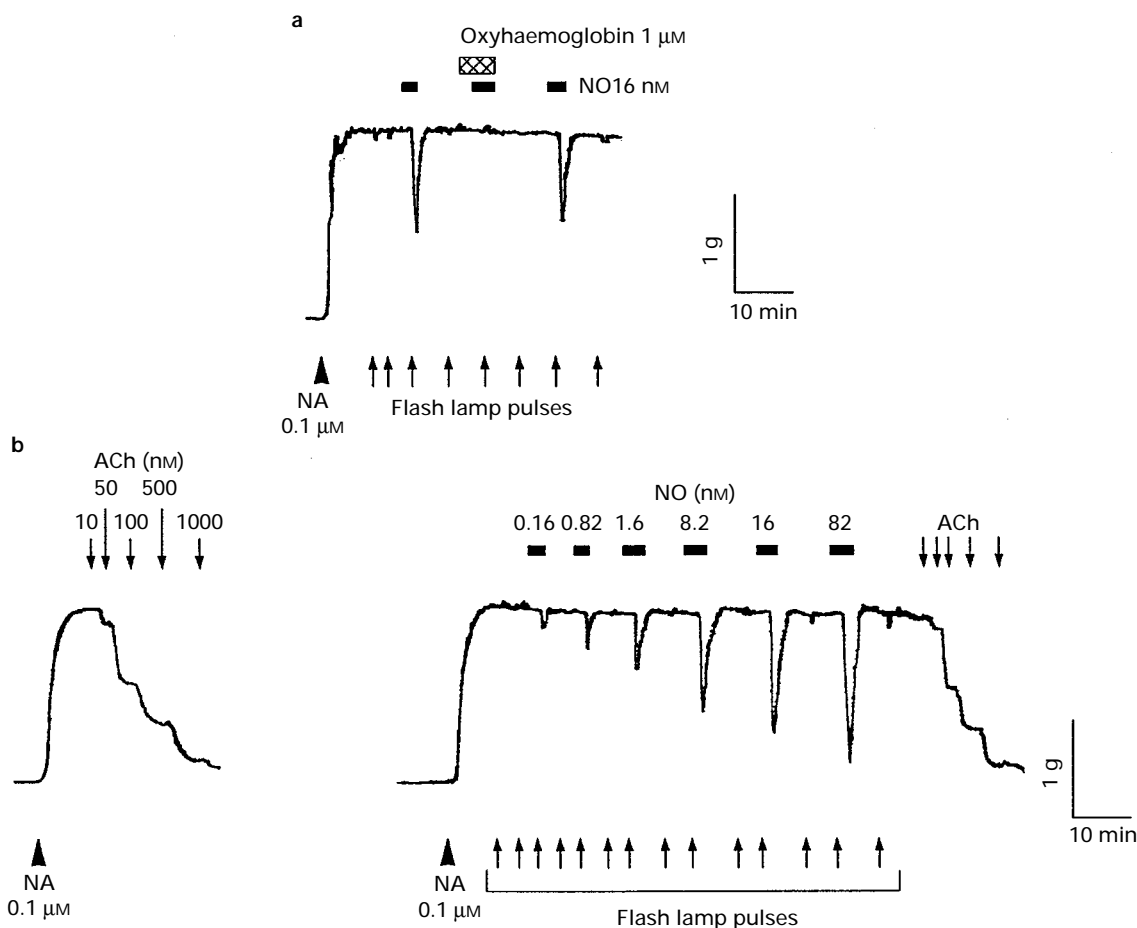 a
Oxyhaemoglobin 1 µM
NO16 nM
1 g
10 min
NA
0.1 µM
Flash lamp pulses
b
ACh (nM)
50 500
10 100 1000
NO (nM)
0.16 0.82 1.6 8.2 16 82
ACh
1 g
10 min
NA
0.1 µM
NA
0.1 µM
Flash lamp pulses